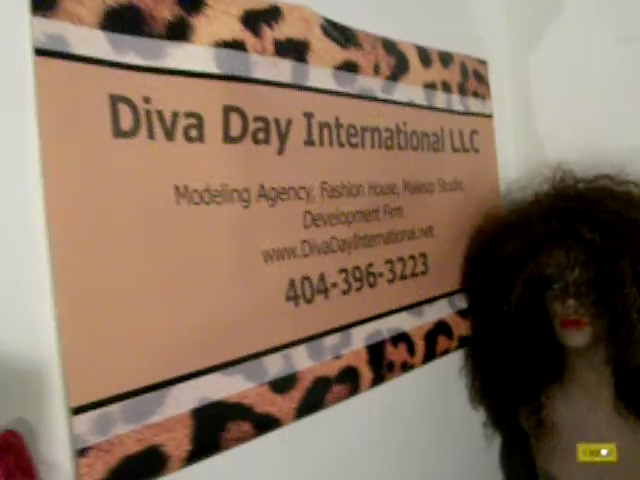 Diva Day International LLC
Modeling Agency, Fashion House, Makeup Studio
Development Firm
www.DivaDayInternational.net
404-396-3223